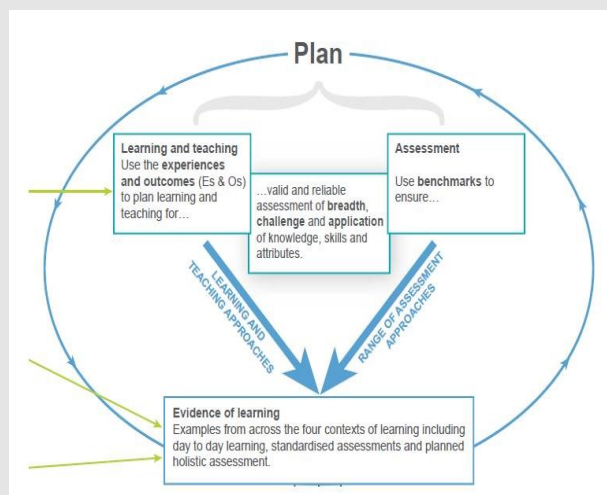 Plan
Learning and teaching
Use the experiences
and outcomes (Es & Os)
to plan learning and
teaching for…
…valid and reliable
assessment of breadth,
challenge and application
of knowledge, skills and
attributes.
Assessment
Use benchmarks to
ensure…
LEARNING AND
TEACHING APPROACHES
RANGE OF ASSESSMENT
APPROACHES
Evidence of learning
Examples from across the four contexts of learning including
day to day learning, standardised assessments and planned
holistic assessment.